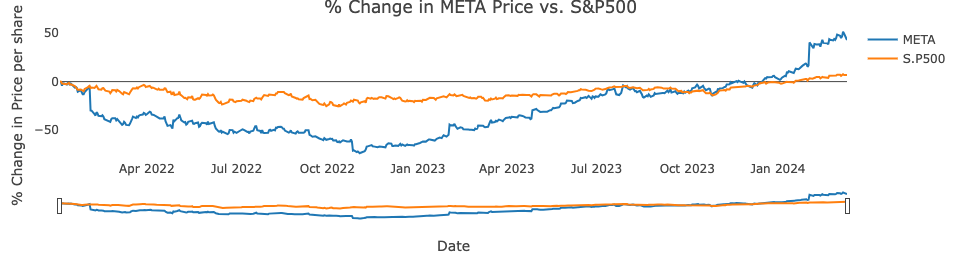 % Change in META Price vs. S&P500
% Change in Price per share
50
0
−50
META
S.P500
Apr 2022
Jul 2022
Oct 2022
Jan 2023
Apr 2023
Jul 2023
Oct 2023
Jan 2024
Date